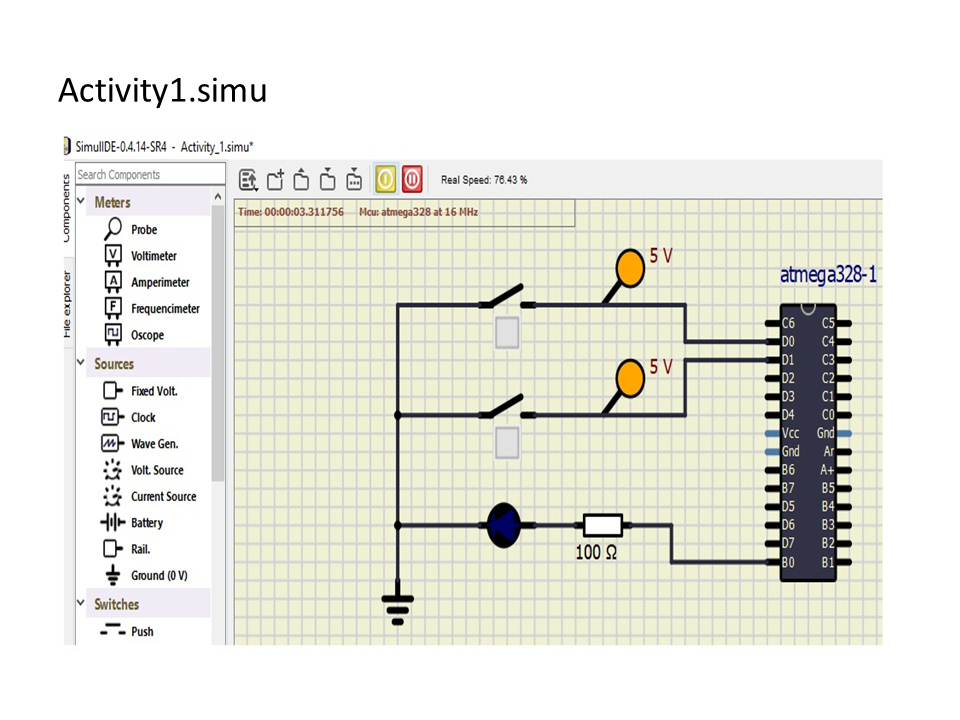 Activity1.simu
SimulIDE-0.4.14-SR4 - Activity_1.simu*
Search Components
Real Speed: 76.43 %
Components
File explorer
Time: 00:00:03.311756 Mcu: atmega328 at 16 MHz
Meters
Probe
Voltimeter
Amperimeter
Frequencimeter
Oscope
Sources
Fixed Volt.
Clock
Wave Gen.
Volt. Source
Current Source
Battery
Rail.
Ground (0 V)
Switches
Push
5 V
5 V
100 Ω
atmega328-1
C6 C5
D0 C4
D1 C3
D2 C2
D3 C1
D4 C0
Vcc Gnd
Gnd Ar
B6 A+
B7 B5
D5 B4
D6 B3
D7 B2
B0 B1